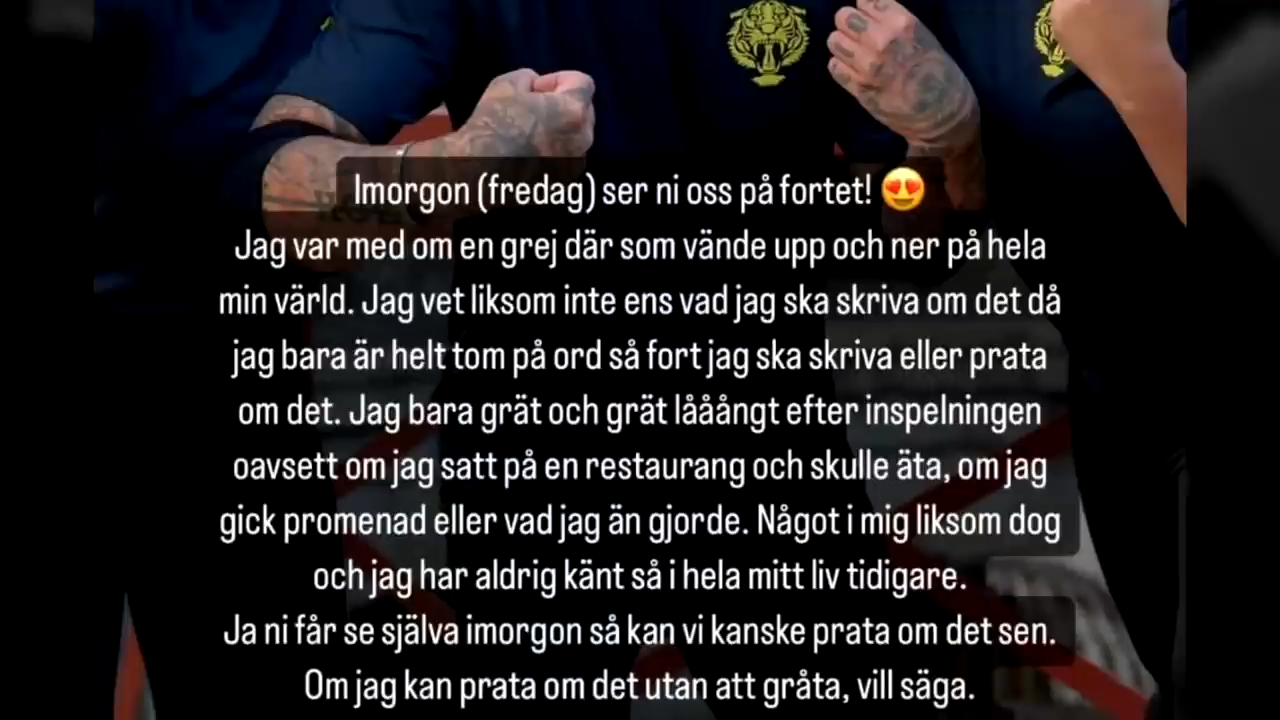 Imorgon (fredag) ser ni oss på fortet! 😍
Jag var med om en grej där som vände upp och ner på hela
min värld. Jag vet liksom inte ens vad jag ska skriva om det då
jag bara är helt tom på ord så fort jag ska skriva eller prata
om det. Jag bara grät och grät lååångt efter inspelningen
oavsett om jag satt på en restaurang och skulle äta, om jag
gick promenad eller vad jag än gjorde. Något i mig liksom dog
och jag har aldrig känt så i hela mitt liv tidigare.
Ja ni får se själva imorgon så kan vi kanske prata om det sen.
Om jag kan prata om det utan att gråta, vill säga.